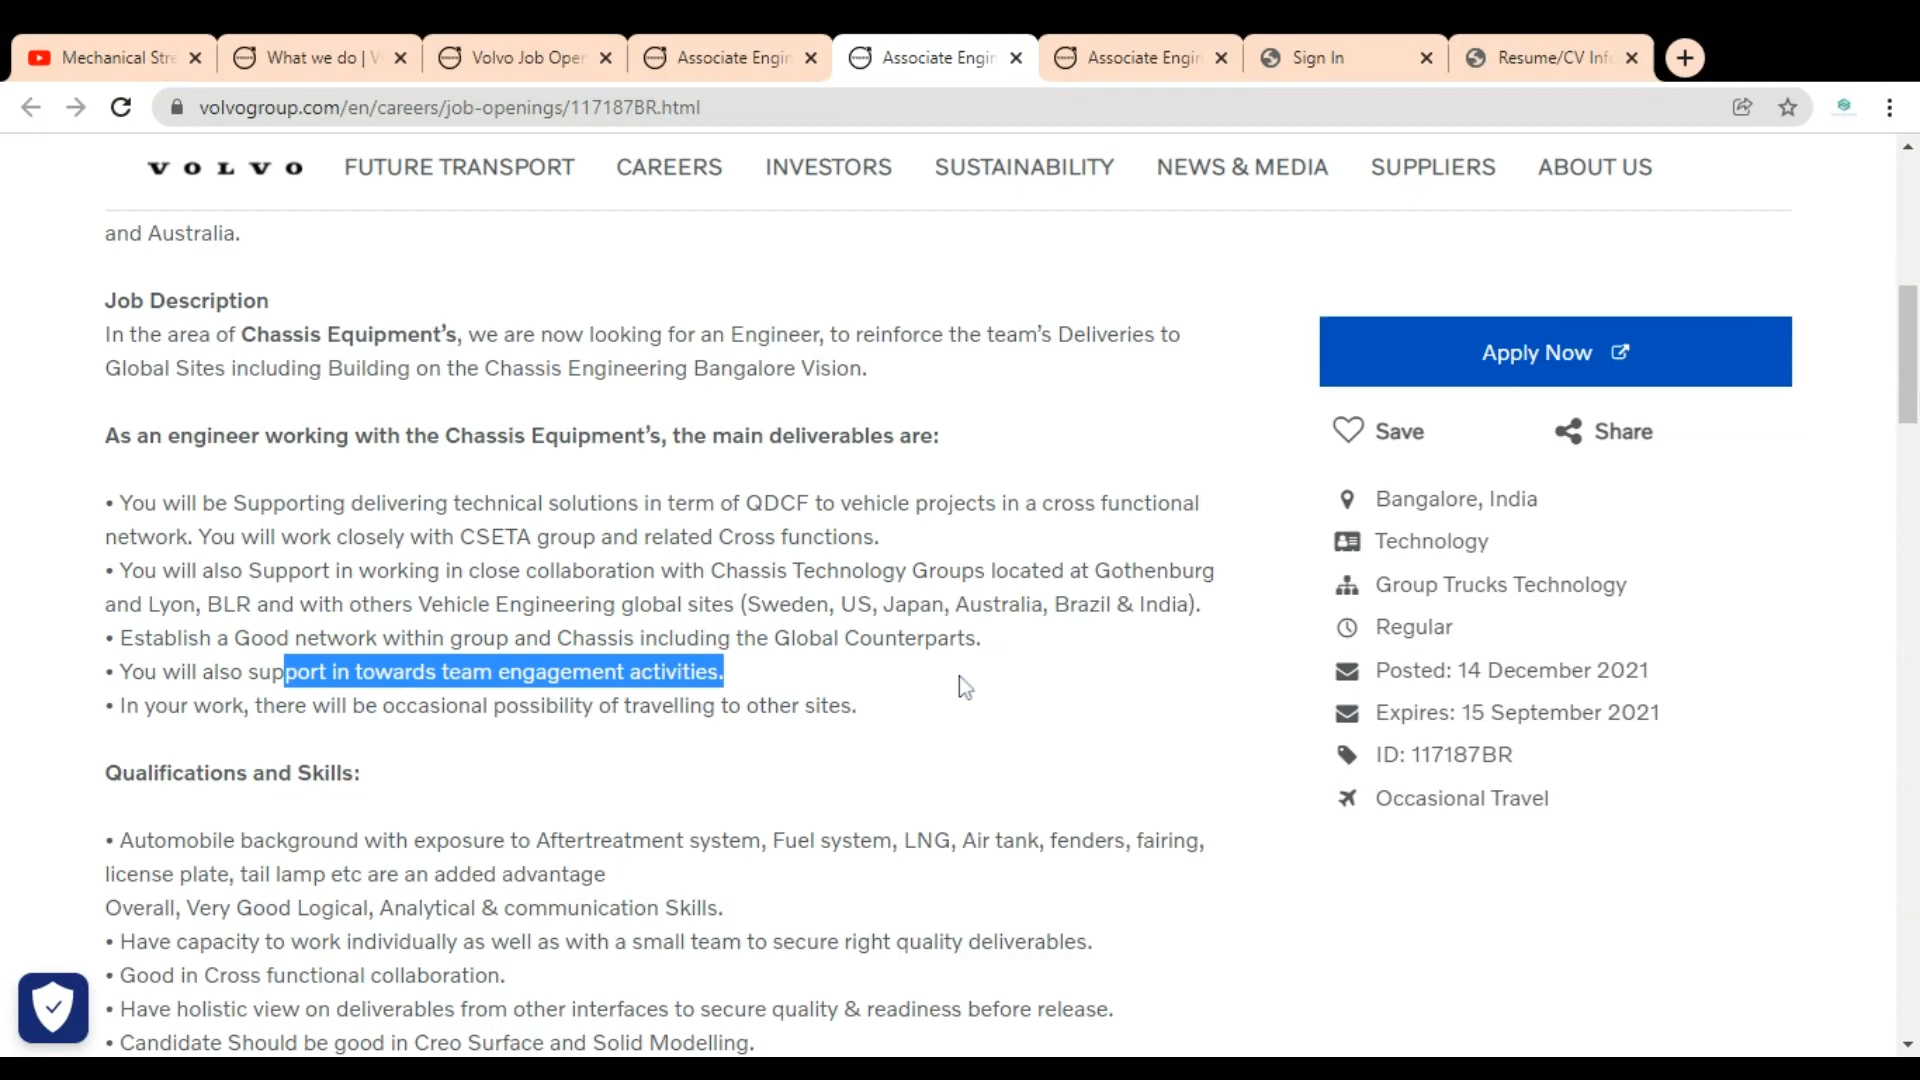 Mechanical Stre
What we do | V
Volvo Job Oper
Associate Engin
Associate Engin
Associate Engin
Sign In
Resume/CV Info
volvogroup.com/en/careers/job-openings/117187BR.html
VOLVO FUTURE TRANSPORT CAREERS INVESTORS SUSTAINABILITY NEWS & MEDIA SUPPLIERS ABOUT US
and Australia.
Job Description
In the area of Chassis Equipment's, we are now looking for an Engineer, to reinforce the team's Deliveries to
Global Sites including Building on the Chassis Engineering Bangalore Vision.
As an engineer working with the Chassis Equipment's, the main deliverables are:
• You will be Supporting delivering technical solutions in term of QDCF to vehicle projects in a cross functional
network. You will work closely with CSETA group and related Cross functions.
• You will also Support in working in close collaboration with Chassis Technology Groups located at Gothenburg
and Lyon, BLR and with others Vehicle Engineering global sites (Sweden, US, Japan, Australia, Brazil & India).
• Establish a Good network within group and Chassis including the Global Counterparts.
• You will also support in towards team engagement activities.
• In your work, there will be occasional possibility of travelling to other sites.
Qualifications and Skills:
• Automobile background with exposure to Aftertreatment system, Fuel system, LNG, Air tank, fenders, fairing,
license plate, tail lamp etc are an added advantage
Overall, Very Good Logical, Analytical & communication Skills.
• Have capacity to work individually as well as with a small team to secure right quality deliverables.
• Good in Cross functional collaboration.
• Have holistic view on deliverables from other interfaces to secure quality & readiness before release.
• Candidate Should be good in Creo Surface and Solid Modelling.
Apply Now
Save
Share
Bangalore, India
Technology
Group Trucks Technology
Regular
Posted: 14 December 2021
Expires: 15 September 2021
ID: 117187BR
Occasional Travel